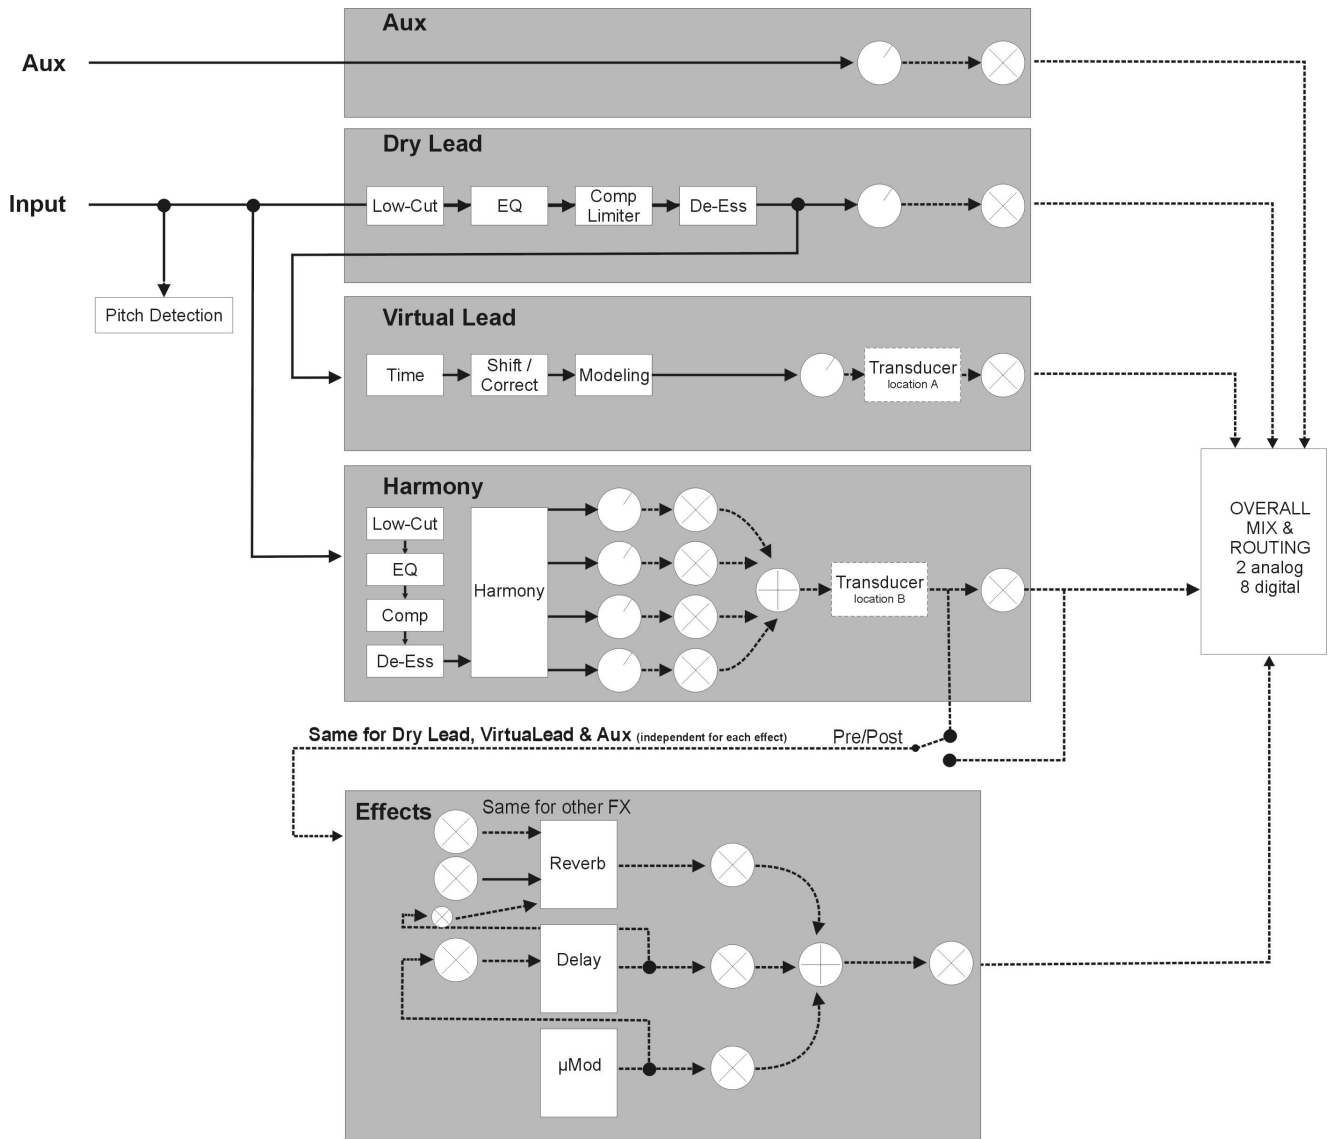 Aux
Aux
Dry Lead
Input
Low-Cut
EQ
Comp
Limiter
De-Ess
Pitch Detection
Virtual Lead
Time
Shift /
Correct
Modeling
Transducer
location A
Harmony
Low-Cut
EQ
Comp
De-Ess
Harmony
Transducer
location B
OVERALL
MIX &
ROUTING
2 analog
8 digital
Same for Dry Lead, VirtuaLead & Aux (independent for each effect)
Pre/Post
Effects
Same for other FX
Reverb
Delay
µMod